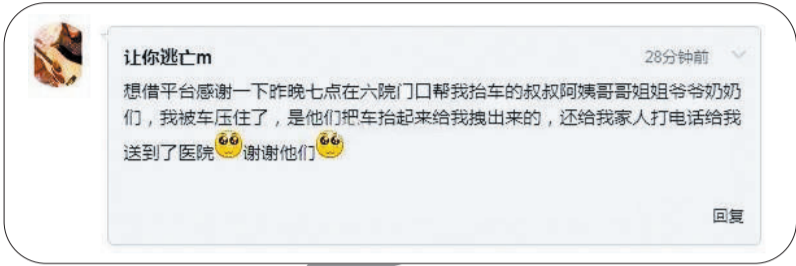 让你逃亡m
28分钟前
想借平台感谢一下昨晚七点在六院门口帮我抬车的叔叔阿姨哥哥姐姐爷爷奶奶
们，我被车压住了，是他们把车抬起来给我拽出来的，还给我家人打电话给我
送到了医院谢谢他们
回复